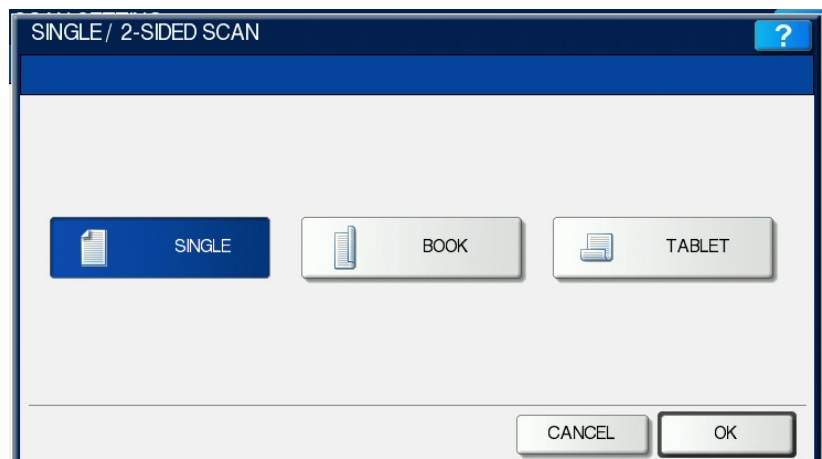 SINGLE / 2-SIDED SCAN
?
SINGLE
BOOK
TABLET
CANCEL
OK